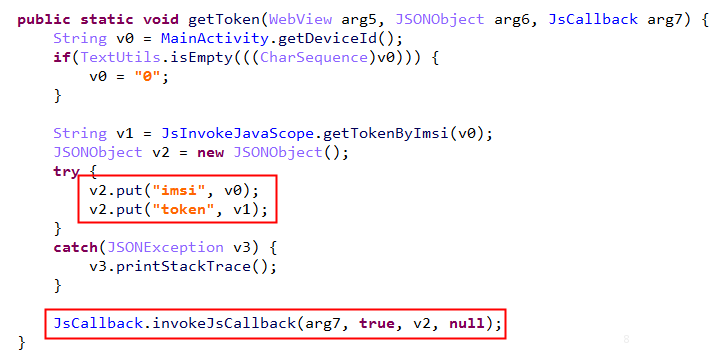 public static void getToken(WebView arg5, JSONObject arg6, JsCallback arg7) {
    String v0 = MainActivity.getDeviceId();
    if(TextUtils.isEmpty(((CharSequence)v0))) {
        v0 = "0";
    }

    String v1 = JsInvokeJavaScope.getTokenByImsi(v0);
    JSONObject v2 = new JSONObject();
    try {
        v2.put("imsi", v0);
        v2.put("token", v1);
    }
    catch(JSONException v3) {
        v3.printStackTrace();
    }

    JsCallback.invokeJsCallback(arg7, true, v2, null);
8
}